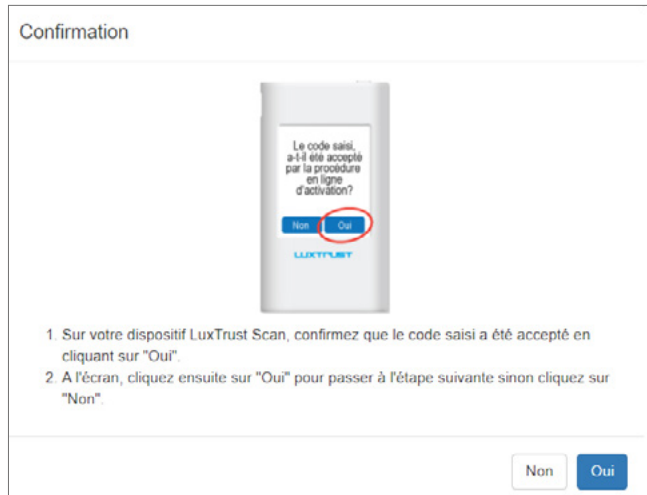 Confirmation
Le code saisi,
a-t-il été accepté
par la procédure
en ligne
d'activation?
Non Oui
LUXTRUST
1. Sur votre dispositif LuxTrust Scan, confirmez que le code saisi a été accepté en
cliquant sur "Oui".
2. A l'écran, cliquez ensuite sur "Oui" pour passer à l'étape suivante sinon cliquez sur
"Non".
Non Oui